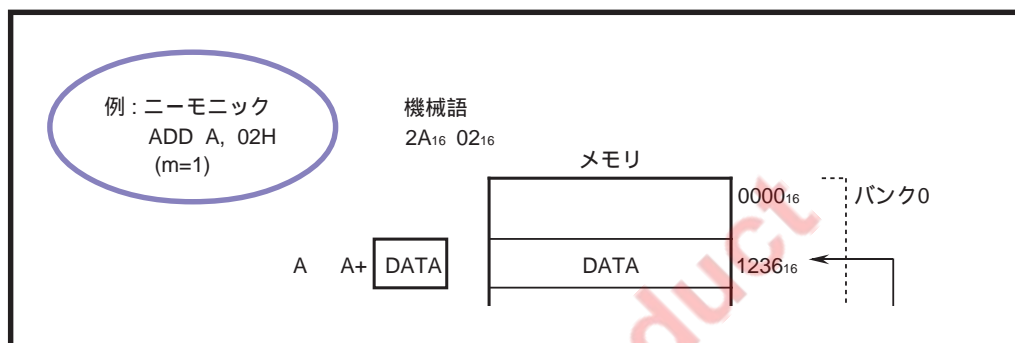 例 : ニーモニック 機械語
ADD A, 02H 2A16 0216
(m=1)
メモリ
000016 バンク0
A A+ DATA DATA 123616
duct